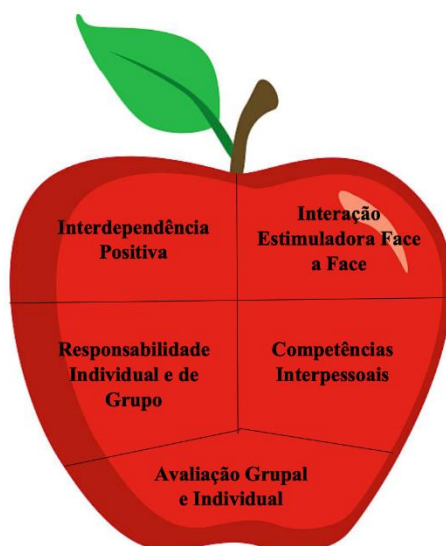 Interdependência
Positiva
Interação
Estimuladora Face
a Face
Responsabilidade
Individual e de
Grupo
Competências
Interpessoais
Avaliação Grupal
e Individual